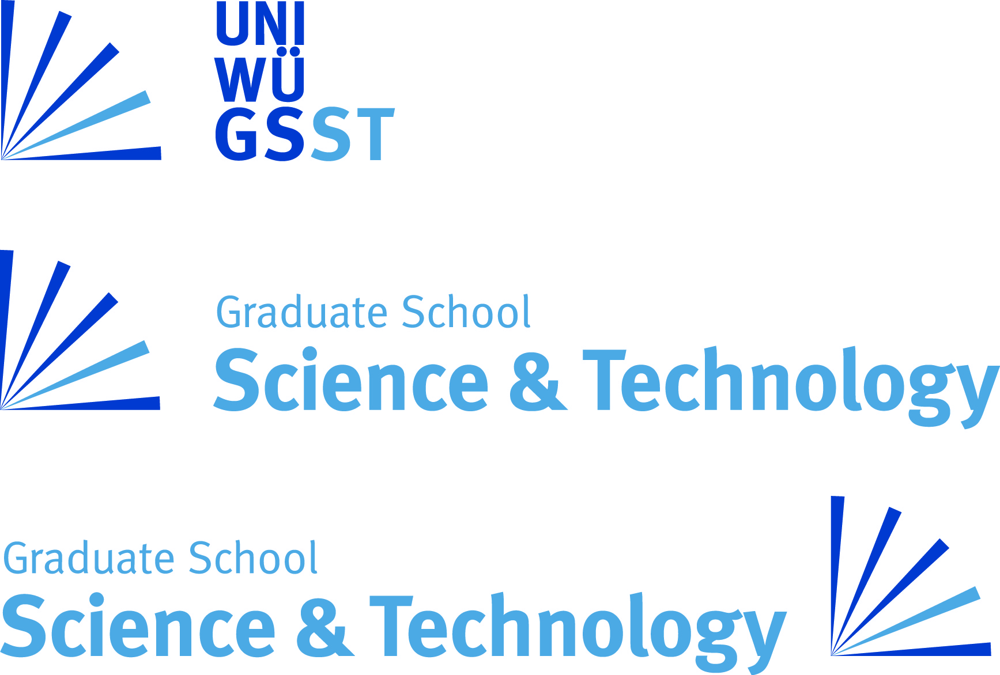 UNI
WÜ
GSST
Graduate School
Science & Technology
Graduate School
Science & Technology